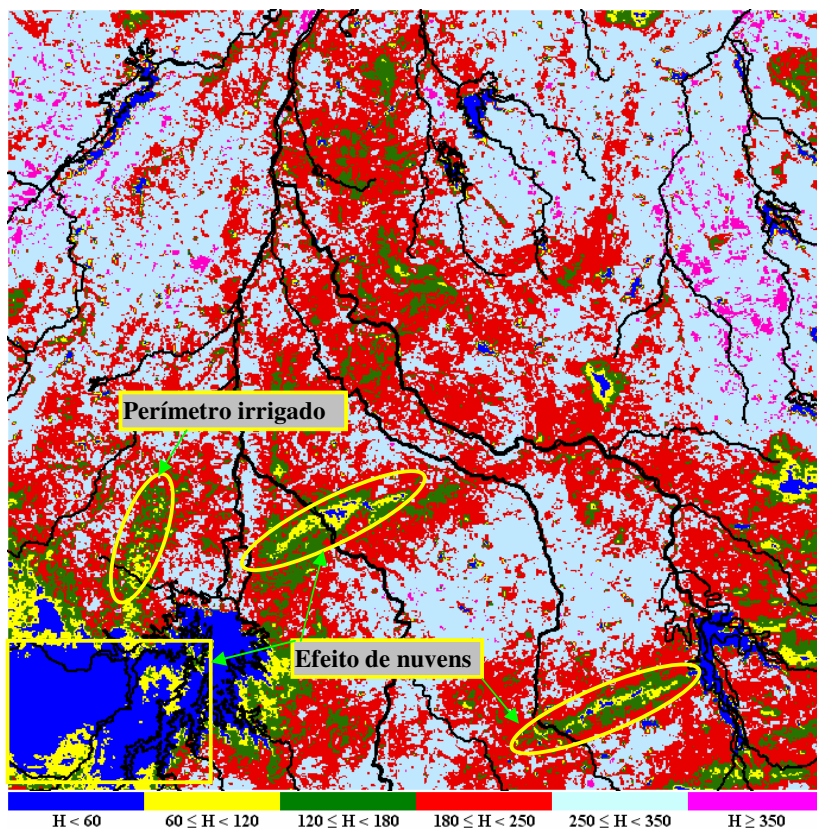 Perímetro irrigado
Efeito de nuvens
H < 60 60 ≤ H < 120 120 ≤ H < 180 180 ≤ H < 250 250 ≤ H < 350 H ≥ 350